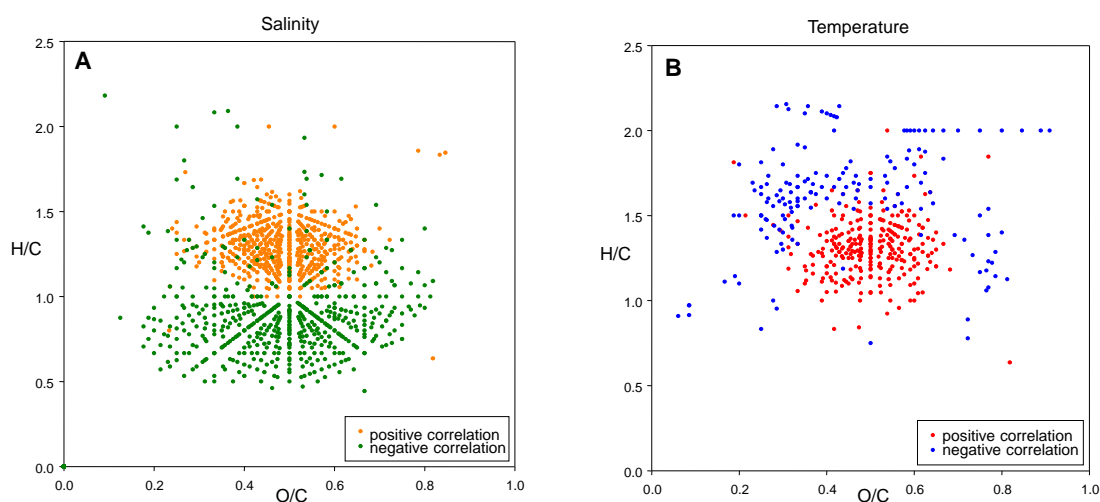 Salinity
A
2.5
2.0
1.5
H/C
1.0
0.5
0.0
0.0 0.2 0.4 0.6 0.8 1.0
O/C
positive correlation
negative correlation
Temperature
B
2.5
2.0
1.5
H/C
1.0
0.5
0.0
0.0 0.2 0.4 0.6 0.8 1.0
O/C
positive correlation
negative correlation